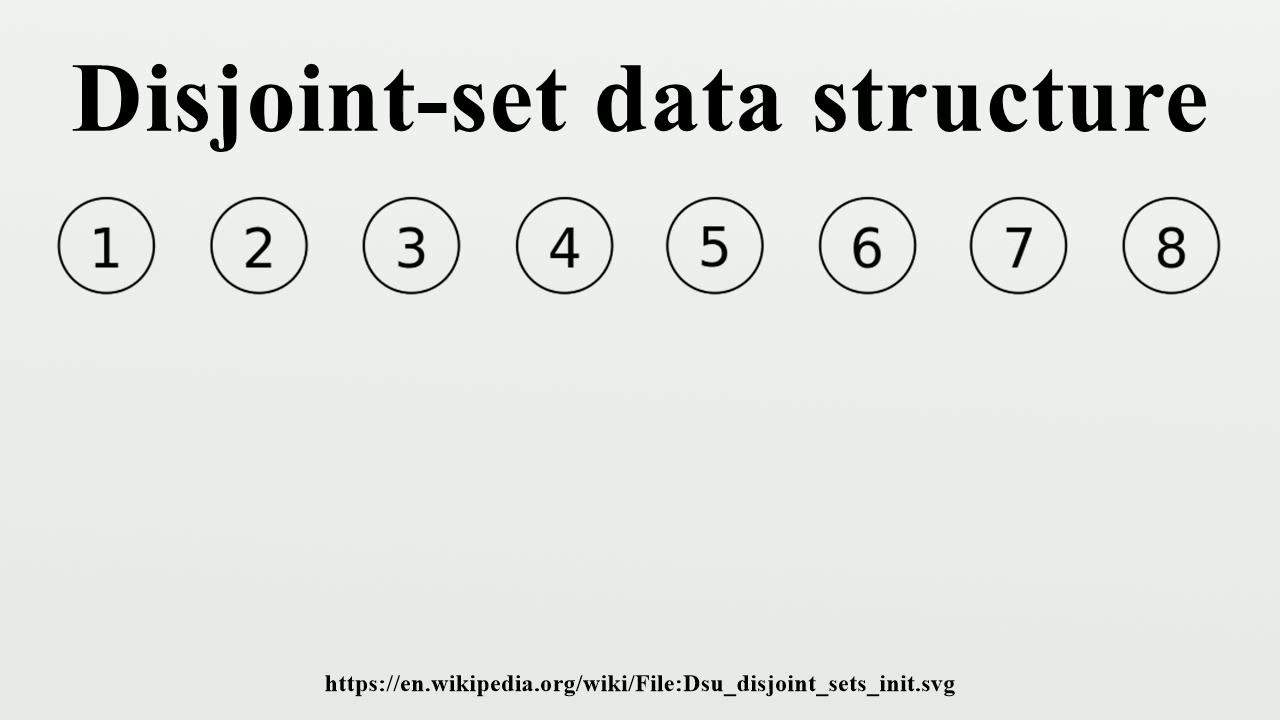 Disjoint-set data structure
1 2 3 4 5 6 7 8
https://en.wikipedia.org/wiki/File:Dsu_disjoint_sets_init.svg